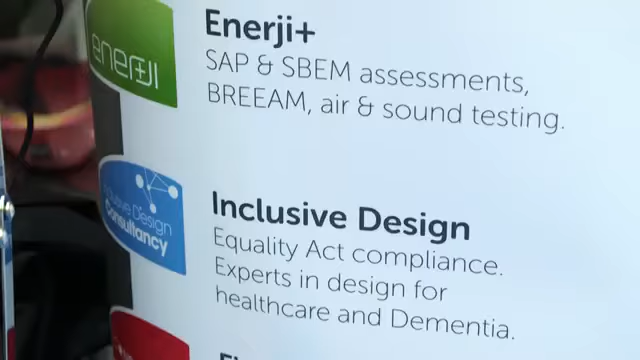 Enerji+
SAP & SBEM assessments,
BREEAM, air & sound testing.
enerji
Inclusive Design
Equality Act compliance.
Experts in design for
healthcare and Dementia.
Inclusive Design
Consultancy